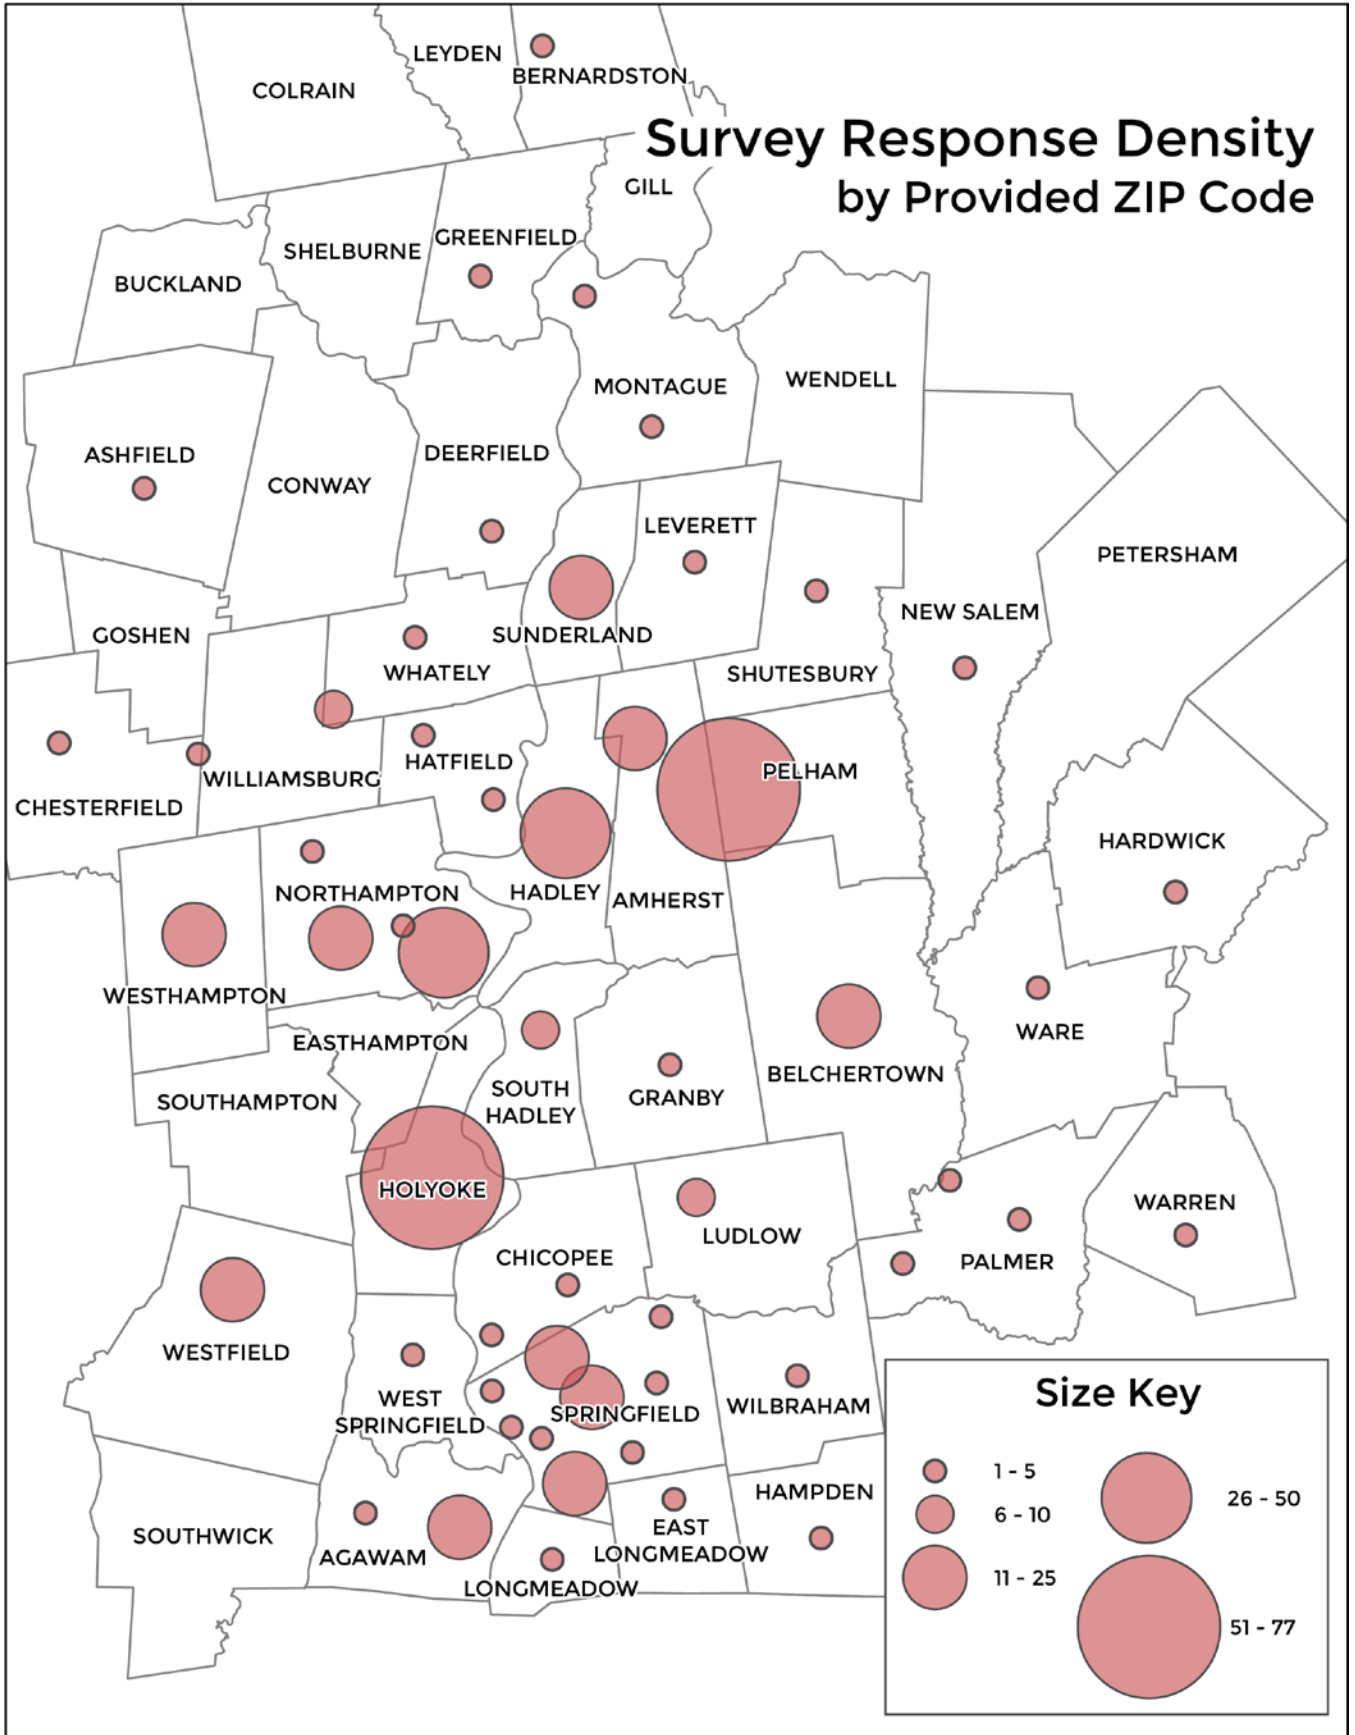 LEYDEN
BERNARDSTON
COLRAIN
Survey Response Density
by Provided ZIP Code
GILL
GREENFIELD
SHELBURNE
BUCKLAND
WENDELL
MONTAGUE
ASHFIELD
DEERFIELD
CONWAY
LEVERETT
PETERSHAM
NEW SALEM
GOSHEN
SUNDERLAND
WHATELY
SHUTESBURY
HATFIELD
PELHAM
WILLIAMSBURG
CHESTERFIELD
HARDWICK
NORTHAMPTON
HADLEY
AMHERST
WESTHAMPTON
WARE
EASTHAMPTON
BELCHERTOWN
SOUTH
HADLEY
GRANBY
SOUTHAMPTON
HOLYOKE
WARREN
LUDLOW
CHICOPEE
PALMER
WESTFIELD
WEST
SPRINGFIELD
SPRINGFIELD
WILBRAHAM
HAMPDEN
EAST
LONGMEADOW
SOUTHWICK
AGAWAM
LONGMEADOW
Size Key
1 - 5
6 - 10
11 - 25
26 - 50
51 - 77